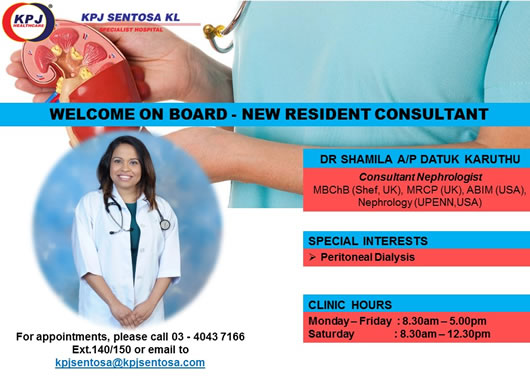 KPJ
HEALTHCARE
KPJ SENTOSA KL
SPECIALIST HOSPITAL
WELCOME ON BOARD - NEW RESIDENT CONSULTANT
DR SHAMILA A/P DATUK KARUTHU
Consultant Nephrologist
MBChB (Shef, UK), MRCP (UK), ABIM (USA),
Nephrology (UPENN,USA)
SPECIAL INTERESTS
➢ Peritoneal Dialysis
CLINIC HOURS
Monday – Friday : 8.30am – 5.00pm
Saturday : 8.30am – 12.30pm
For appointments, please call 03 - 4043 7166
Ext.140/150 or email to
kpjsentosa@kpjsentosa.com